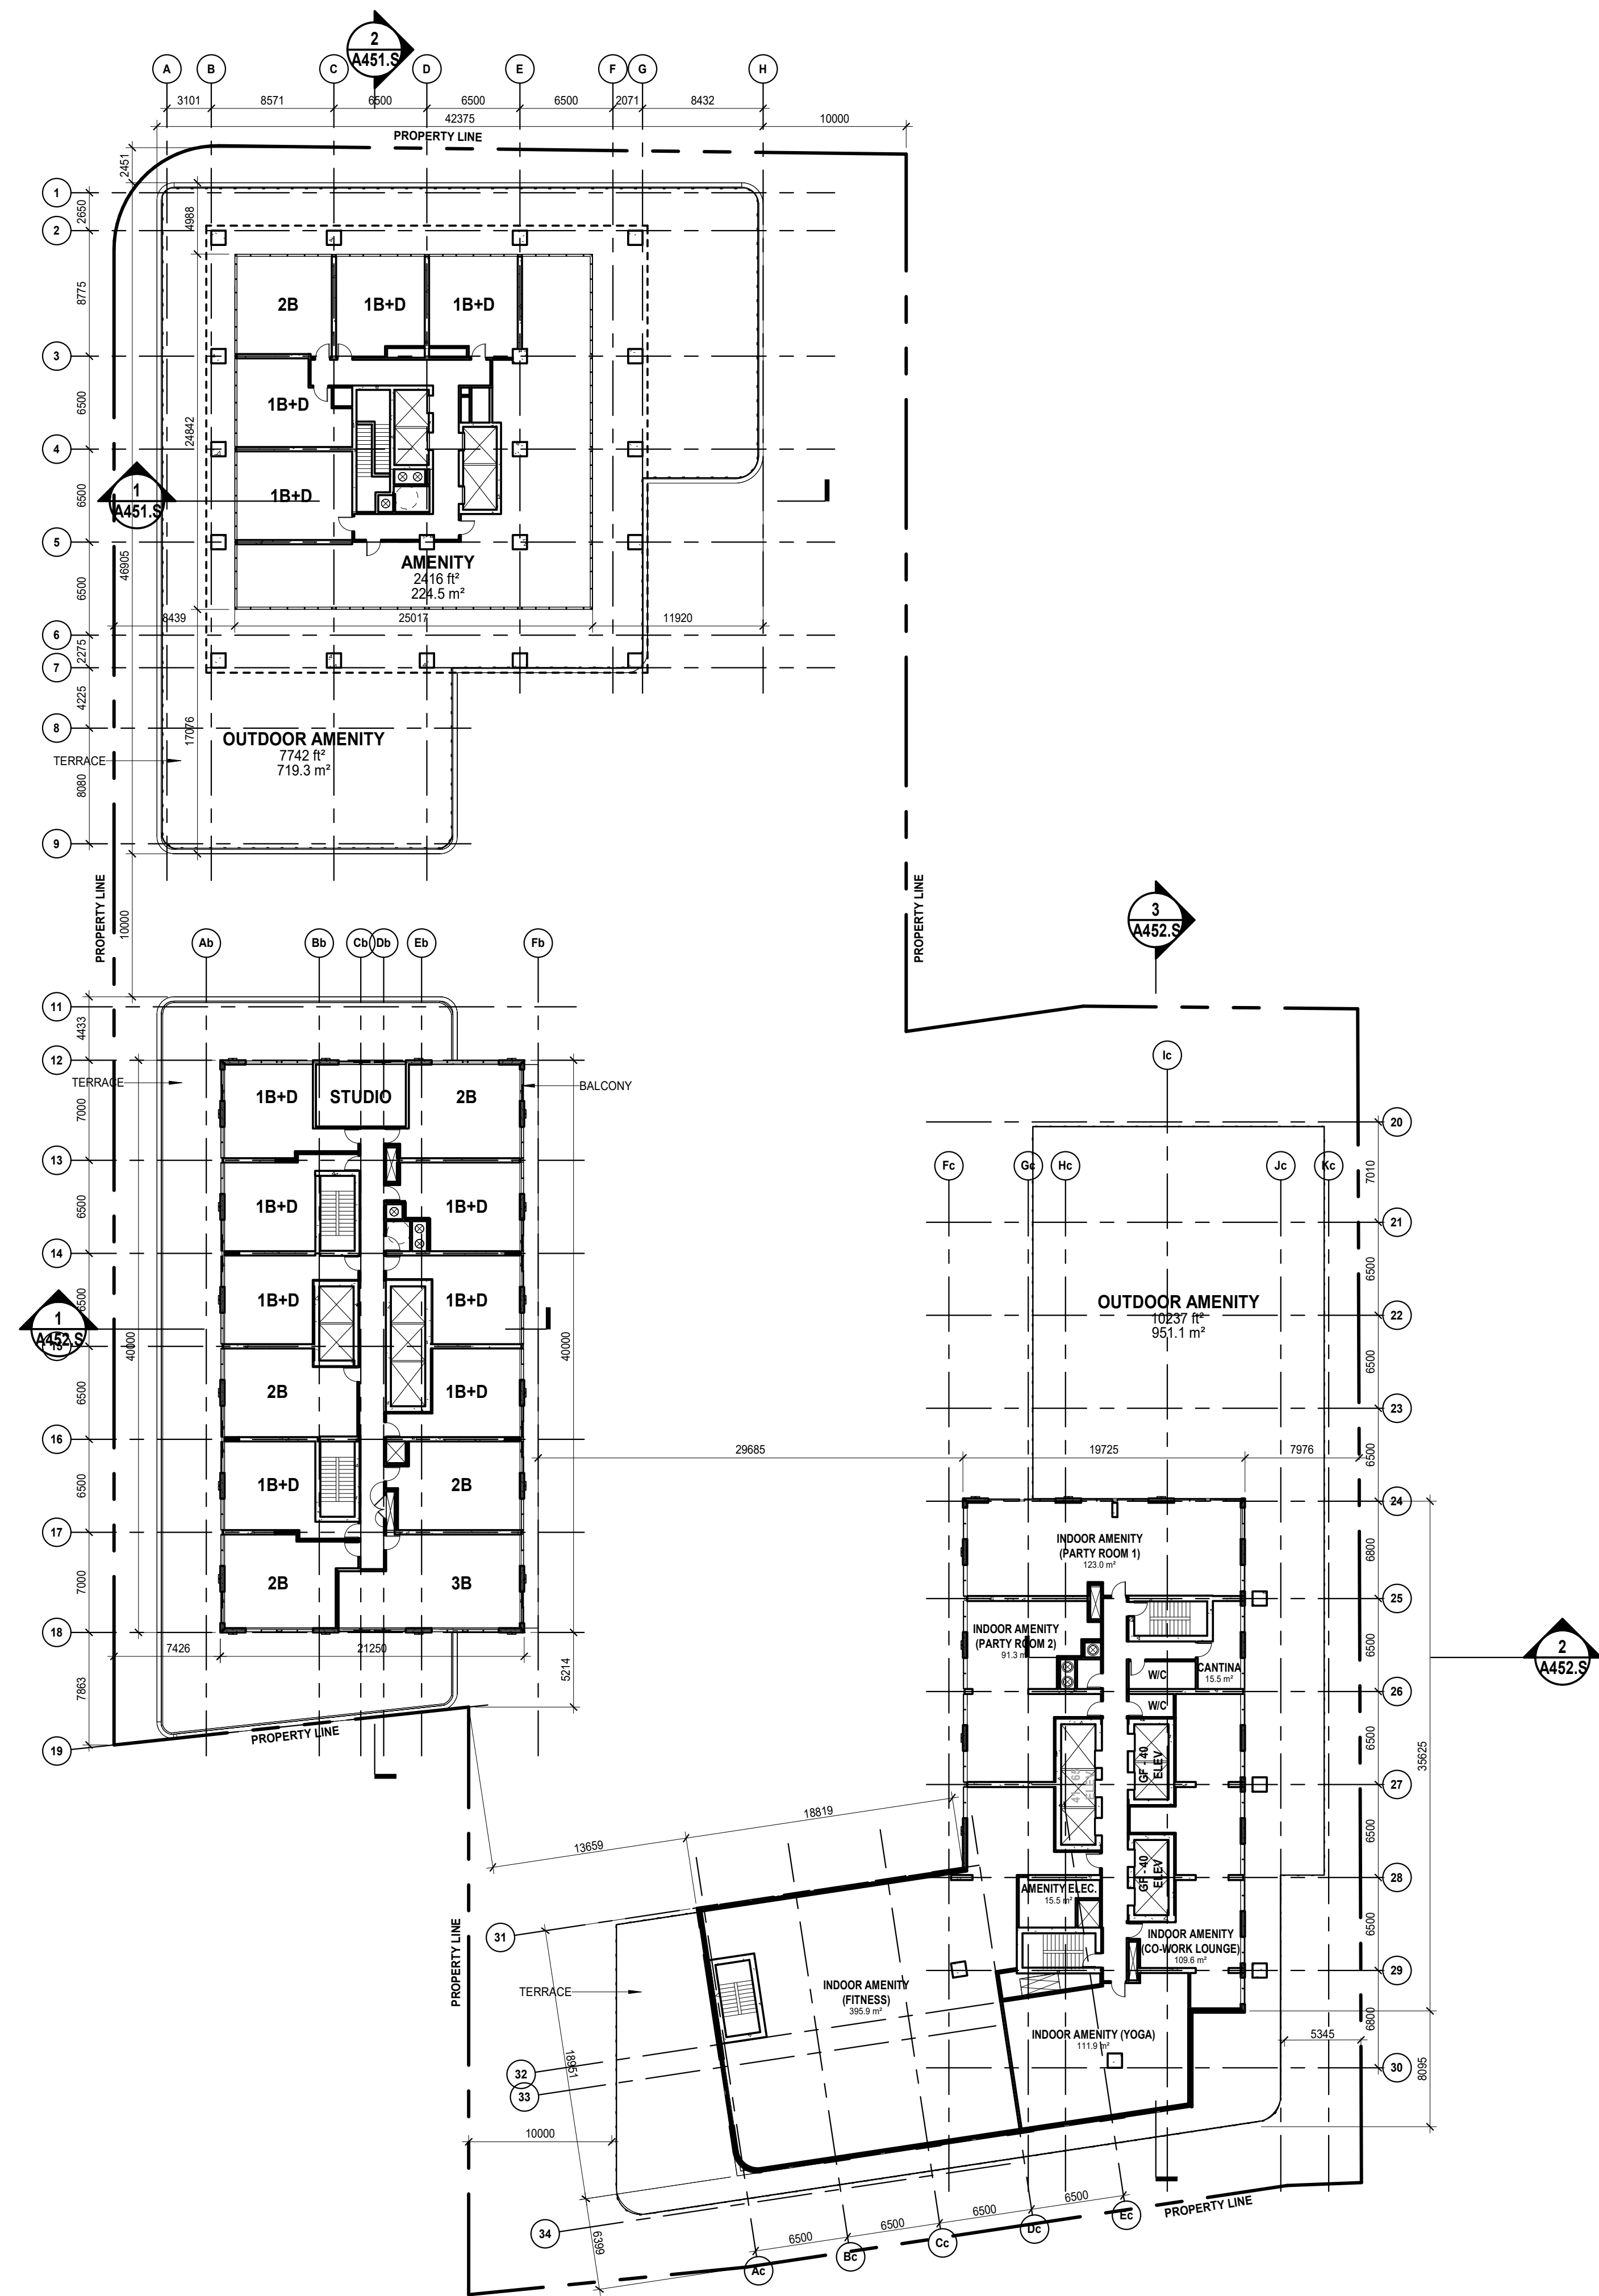 2
A451.S
A
B
C
D
E
F
G
H
3101
8571
6500
6500
6500
2071
8432
42375
10000
PROPERTY LINE
2451
1
2650
2
4988
8775
2B
1B+D
1B+D
3
6500
1B+D
24842
4
6500
1B+D
1
A451.S
5
46905
AMENITY
2416 ft²
224.5 m²
6500
8439
25017
11920
6
2275
7
4225
17076
8
OUTDOOR AMENITY
7742 ft²
719.3 m²
TERRACE
8080
9
PROPERTY LINE
10000
PROPERTY LINE
3
A452.S
Ab
Bb
Cb
Db
Eb
Fb
11
4433
12
TERRACE
BALCONY
7000
1B+D
STUDIO
2B
13
6500
1B+D
1B+D
14
6500
1B+D
1B+D
1
A452.S
15
40000
40000
6500
2B
1B+D
16
6500
1B+D
2B
17
7000
2B
3B
18
7426
21250
7863
5214
19
PROPERTY LINE
Ic
20
Fc
Gc
Hc
Jc
Kc
7010
21
6500
OUTDOOR AMENITY
10237 ft²
951.1 m²
22
6500
23
29685
19725
7976
6500
24
INDOOR AMENITY
(PARTY ROOM 1)
123.0 m²
6800
25
INDOOR AMENITY
(PARTY ROOM 2)
91.3 m
6500
W/C
CANTINA
15.5 m²
2
A452.S
26
W/C
6500
35625
GF - 40
ELEV
27
18819
13659
6500
GF - 40
ELEV
28
AMENITY ELEC.
15.5 m²
6500
31
INDOOR AMENITY
(CO-WORK LOUNGE)
109.6 m²
29
PROPERTY LINE
TERRACE
INDOOR AMENITY
(FITNESS)
395.9 m²
6800
INDOOR AMENITY (YOGA)
111.9 m²
5345
18951
32
33
30
8095
10000
6500
6500
6500
6500
34
6399
Ac
Bc
Cc
Dc
Ec
PROPERTY LINE